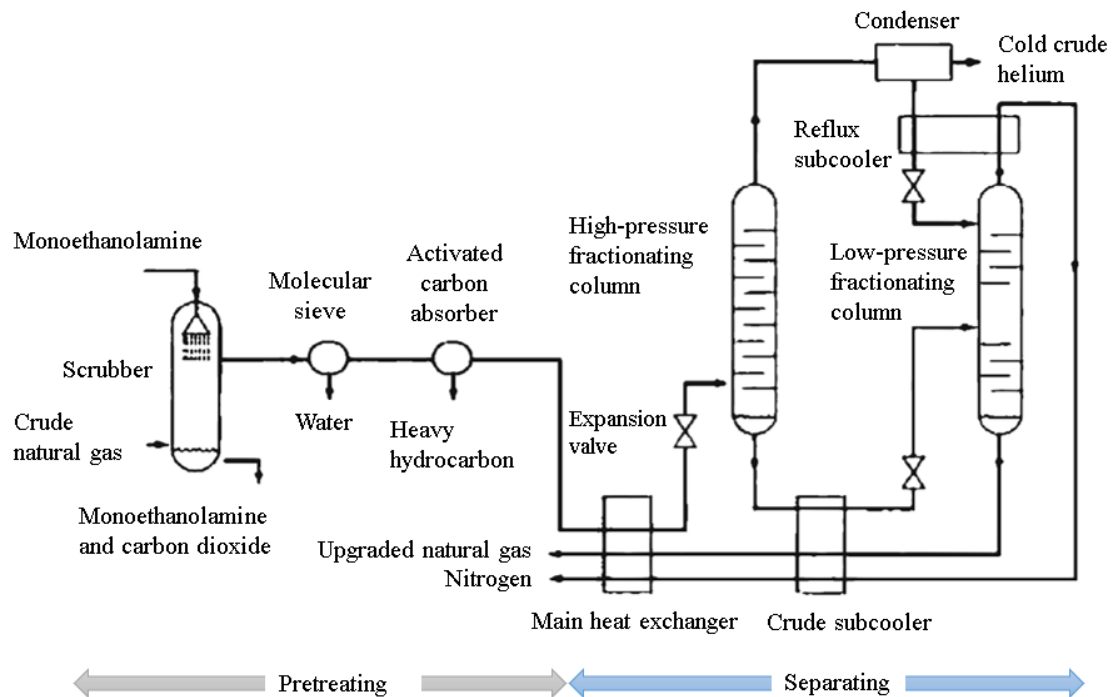 Condenser
Cold crude
helium
Reflux
subcooler
High-pressure
fractionating
column
Low-pressure
fractionating
column
Monoethanolamine
Molecular
sieve
Activated
carbon
absorber
Scrubber
Crude
natural gas
Water
Heavy
hydrocarbon
Expansion
valve
Monoethanolamine
and carbon dioxide
Upgraded natural gas
Nitrogen
Main heat exchanger
Crude subcooler
Pretreating
Separating